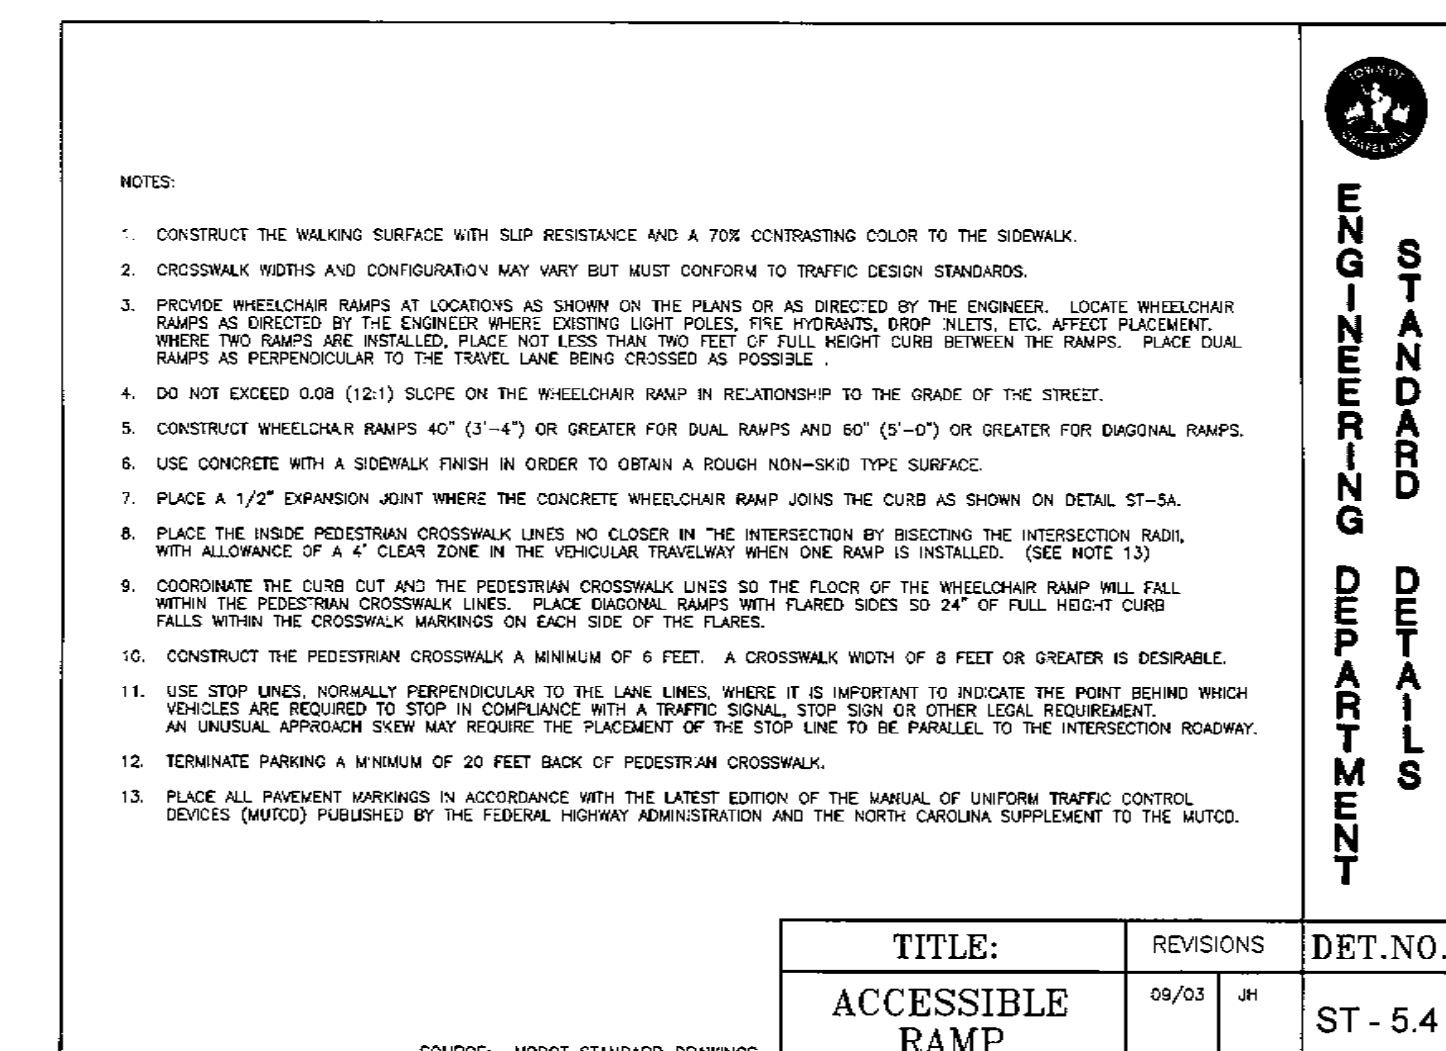 NOTES:
1. CONSTRUCT THE WALKING SURFACE WITH SLIP RESISTANCE AND A 70% CONTRASTING COLOR TO THE SIDEWALK.
2. CROSSWALK WIDTHS AND CONFIGURATION MAY VARY BUT MUST CONFORM TO TRAFFIC DESIGN STANDARDS.
3. PROVIDE WHEELCHAIR RAMPS AT LOCATIONS AS SHOWN ON THE PLANS OR AS DIRECTED BY THE ENGINEER. LOCATE WHEELCHAIR
RAMPS AS DIRECTED BY THE ENGINEER WHERE EXISTING LIGHT POLES, FIRE HYDRANTS, DROP INLETS, ETC. AFFECT PLACEMENT.
WHERE TWO RAMPS ARE INSTALLED, PLACE NOT LESS THAN TWO FEET OF FULL HEIGHT CURB BETWEEN THE RAMPS. PLACE DUAL
RAMPS AS PERPENDICULAR TO THE TRAVEL LANE BEING CROSSED AS POSSIBLE .
4. DO NOT EXCEED 0.08 (12:1) SLOPE ON THE WHEELCHAIR RAMP IN RELATIONSHIP TO THE GRADE OF THE STREET.
5. CONSTRUCT WHEELCHAIR RAMPS 40" (3'-4") OR GREATER FOR DUAL RAMPS AND 60" (5'-0") OR GREATER FOR DIAGONAL RAMPS.
6. USE CONCRETE WITH A SIDEWALK FINISH IN ORDER TO OBTAIN A ROUGH NON-SKID TYPE SURFACE.
7. PLACE A 1/2" EXPANSION JOINT WHERE THE CONCRETE WHEELCHAIR RAMP JOINS THE CURB AS SHOWN ON DETAIL ST-5A.
8. PLACE THE INSIDE PEDESTRIAN CROSSWALK LINES NO CLOSER IN THE INTERSECTION BY BISECTING THE INTERSECTION RADII,
WITH ALLOWANCE OF A 4' CLEAR ZONE IN THE VEHICULAR TRAVELWAY WHEN ONE RAMP IS INSTALLED. (SEE NOTE 13)
9. COORDINATE THE CURB CUT AND THE PEDESTRIAN CROSSWALK LINES SO THE FLOOR OF THE WHEELCHAIR RAMP WILL FALL
WITHIN THE PEDESTRIAN CROSSWALK LINES. PLACE DIAGONAL RAMPS WITH FLARED SIDES SO 24" OF FULL HEIGHT CURB
FALLS WITHIN THE CROSSWALK MARKINGS ON EACH SIDE OF THE FLARES.
10. CONSTRUCT THE PEDESTRIAN CROSSWALK A MINIMUM OF 6 FEET. A CROSSWALK WIDTH OF 8 FEET OR GREATER IS DESIRABLE.
11. USE STOP LINES, NORMALLY PERPENDICULAR TO THE LANE LINES, WHERE IT IS IMPORTANT TO INDICATE THE POINT BEHIND WHICH
VEHICLES ARE REQUIRED TO STOP IN COMPLIANCE WITH A TRAFFIC SIGNAL, STOP SIGN OR OTHER LEGAL REQUIREMENT.
AN UNUSUAL APPROACH SKEW MAY REQUIRE THE PLACEMENT OF THE STOP LINE TO BE PARALLEL TO THE INTERSECTION ROADWAY.
12. TERMINATE PARKING A MINIMUM OF 20 FEET BACK OF PEDESTRIAN CROSSWALK.
13. PLACE ALL PAVEMENT MARKINGS IN ACCORDANCE WITH THE LATEST EDITION OF THE MANUAL OF UNIFORM TRAFFIC CONTROL
DEVICES (MUTCD) PUBLISHED BY THE FEDERAL HIGHWAY ADMINISTRATION AND THE NORTH CAROLINA SUPPLEMENT TO THE MUTCD.
TOWN OF
CHAPEL HILL
ENGINEERING DEPARTMENT
STANDARD DETAILS
TITLE:
REVISIONS
DET.NO.
ACCESSIBLE
RAMP
09/03 JH
ST - 5.4